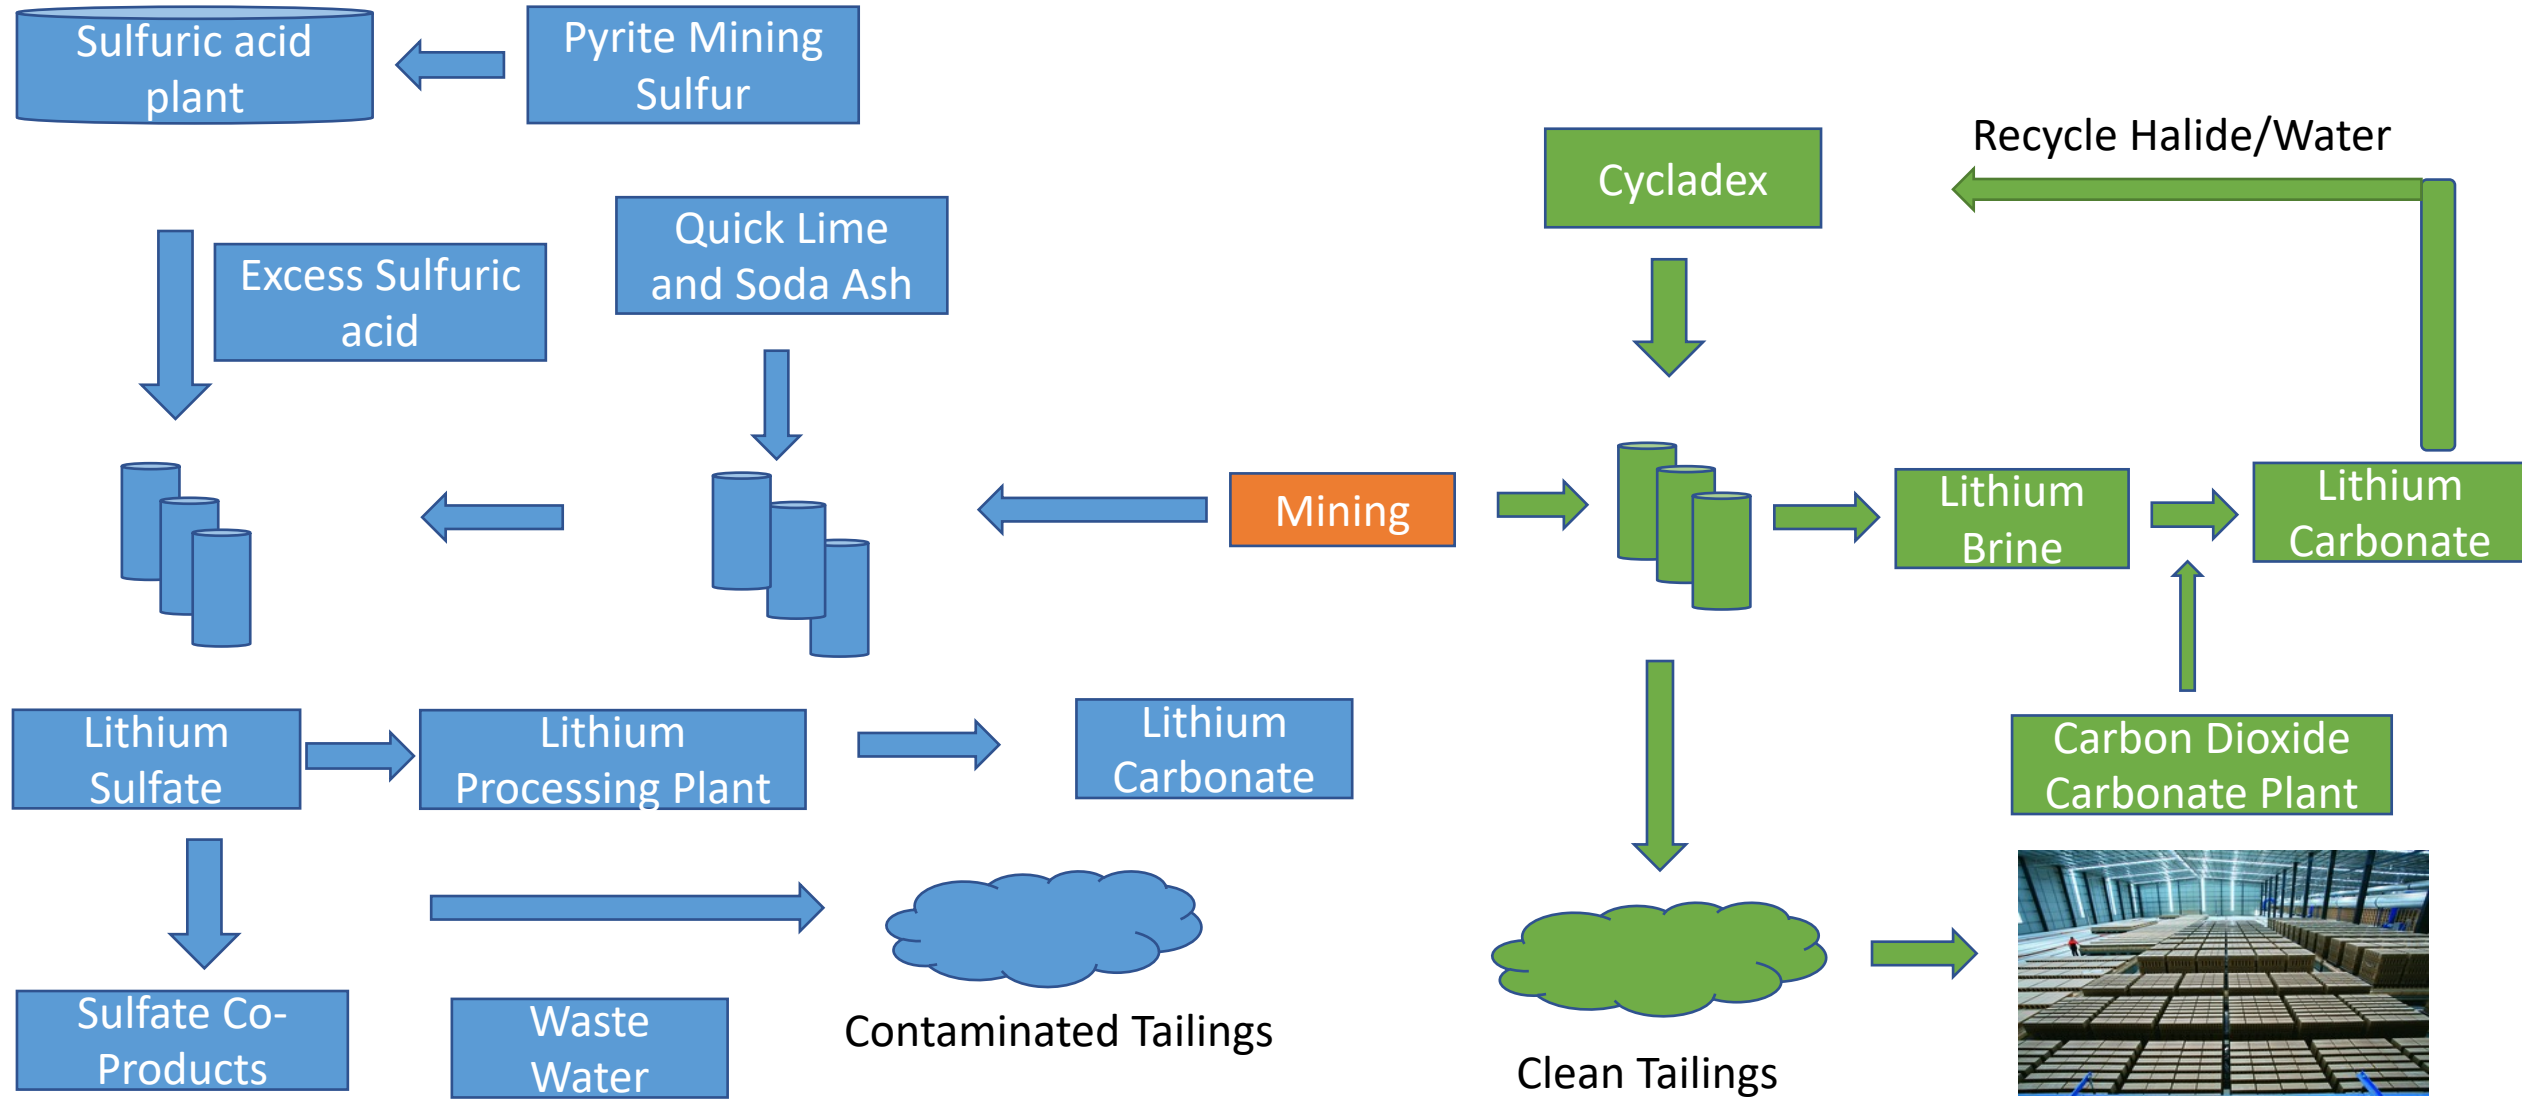 Sulfuric acid
plant
Pyrite Mining
Sulfur
Excess Sulfuric
acid
Quick Lime
and Soda Ash
Cycladex
Recycle Halide/Water
Mining
Lithium
Brine
Lithium
Carbonate
Lithium
Sulfate
Lithium
Processing Plant
Lithium
Carbonate
Carbon Dioxide
Carbonate Plant
Sulfate Co-
Products
Waste
Water
Contaminated Tailings
Clean Tailings